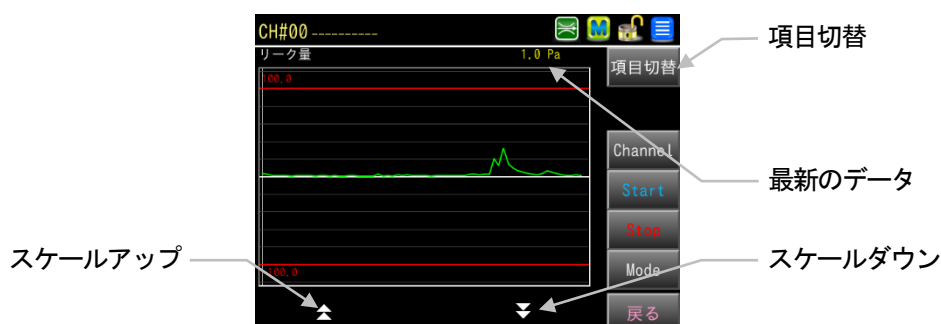 CH#00 ----------
リーク量
1.0 Pa
項目切替
項目切替
100.0
Channel
Start
最新のデータ
Stop
スケールアップ
スケールダウン
-100.0
Mode
戻る